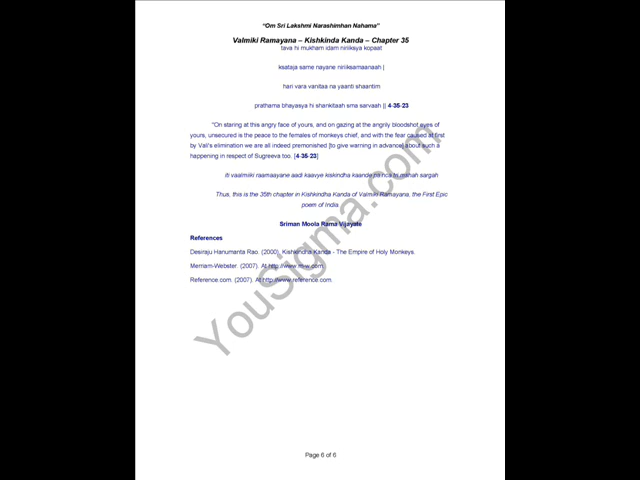 “Om Sri Lakshmi Narashimhan Nahama”
Valmiki Ramayana – Kishkinda Kanda – Chapter 35
tava hi mukham idam niriiksya kopaat
ksataja same nayane niriiksamaanaah |
hari vara vanitaa na yaanti shaantim
prathama bhayasya hi shankitaah sma sarvaah || 4-35-23
"On staring at this angry face of yours, and on gazing at the angrily bloodshot eyes of
yours, unsecured is the peace to the females of monkeys chief, and with the fear caused at first
by Vali's elimination we are all indeed premonished [to give warning in advance] about such a
happening in respect of Sugreeva too. [4-35-23]
iti vaalmiiki raamaayane aadi kaavye kiskindha kaande pa.nca tri.mshah sargah
Thus, this is the 35th chapter in Kishkindha Kanda of Valmiki Ramayana, the First Epic
poem of India.
Sriman Moola Rama Vijayate
References
Desiraju Hanumanta Rao. (2000). Kishkindha Kanda - The Empire of Holy Monkeys.
Merriam-Webster. (2007). At http://www.m-w.com.
Reference.com. (2007). At http://www.reference.com.
YouSigma.com
Page 6 of 6